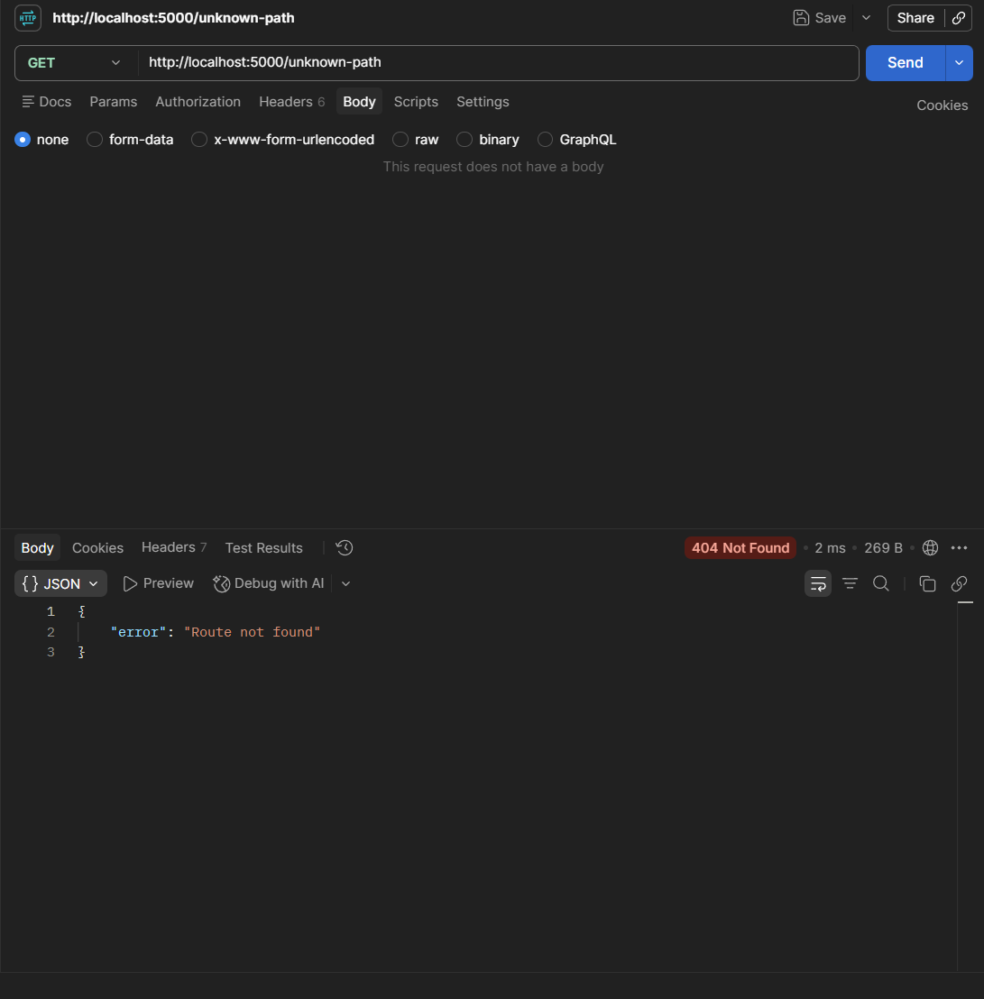 HTTP http://localhost:5000/unknown-path Save Share
GET http://localhost:5000/unknown-path Send
Docs Params Authorization Headers 6 Body Scripts Settings Cookies
none form-data x-www-form-urlencoded raw binary GraphQL
This request does not have a body
Body Cookies Headers 7 Test Results 404 Not Found • 2 ms • 269 B •
{} JSON Preview Debug with AI
1 {
2 "error": "Route not found"
3 }